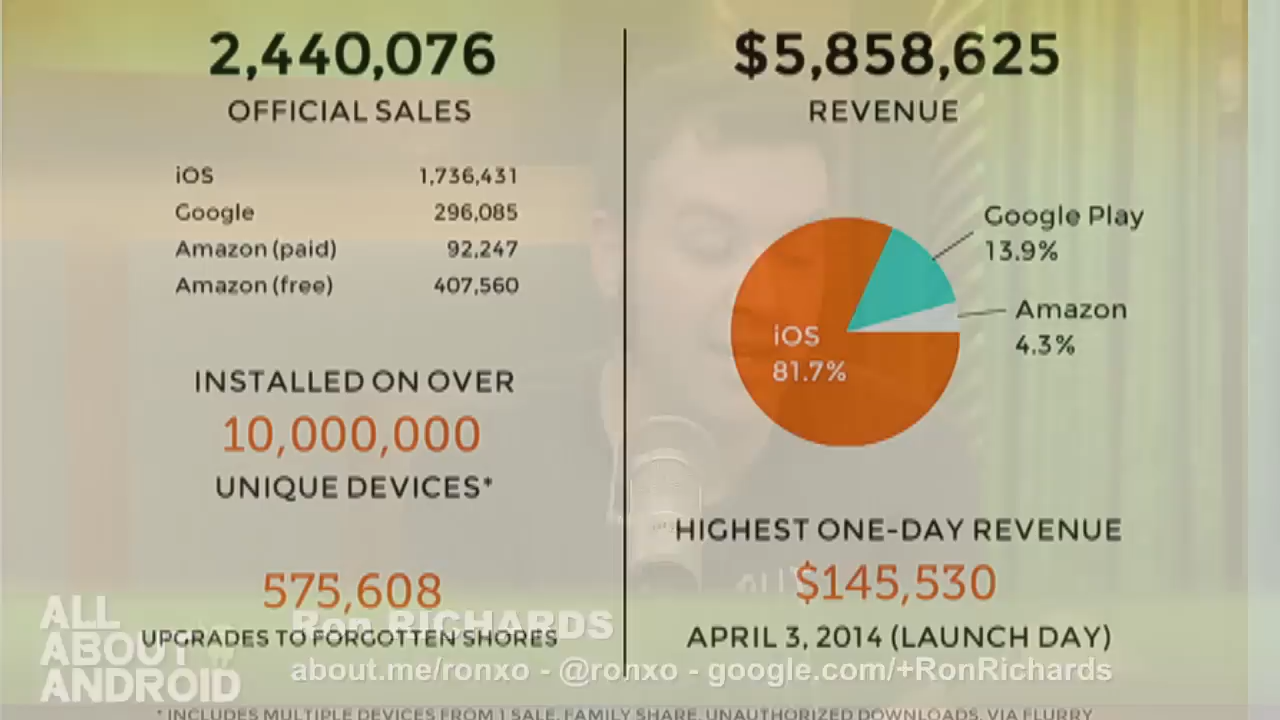 2,440,076
OFFICIAL SALES
iOS 1,736,431
Google 296,085
Amazon (paid) 92,247
Amazon (free) 407,560
INSTALLED ON OVER
10,000,000
UNIQUE DEVICES*
575,608
UPGRADES TO FORGOTTEN SHORES
$5,858,625
REVENUE
Google Play
13.9%
Amazon
4.3%
iOS
81.7%
HIGHEST ONE-DAY REVENUE
$145,530
APRIL 3, 2014 (LAUNCH DAY)
ALL
ABOUT
ANDROID
Ron RICHARDS
about.me/ronxo - @ronxo - google.com/+RonRichards
* INCLUDES MULTIPLE DEVICES FROM 1 SALE, FAMILY SHARE, UNAUTHORIZED DOWNLOADS, VIA FLURRY